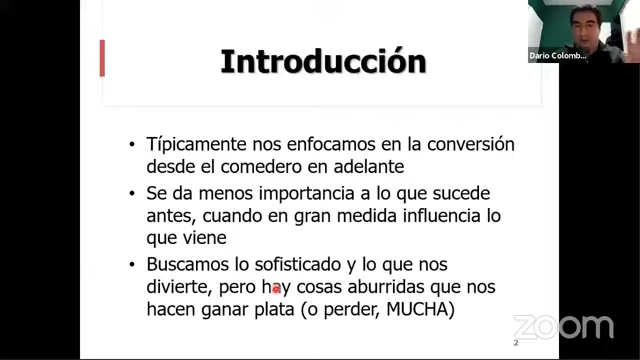 Dario Colomb...
Introducción
• Típicamente nos enfocamos en la conversión
desde el comedero en adelante
• Se da menos importancia a lo que sucede
antes, cuando en gran medida influencia lo
que viene
• Buscamos lo sofisticado y lo que nos
divierte, pero hay cosas aburridas que nos
hacen ganar plata (o perder, MUCHA)
zoom
2